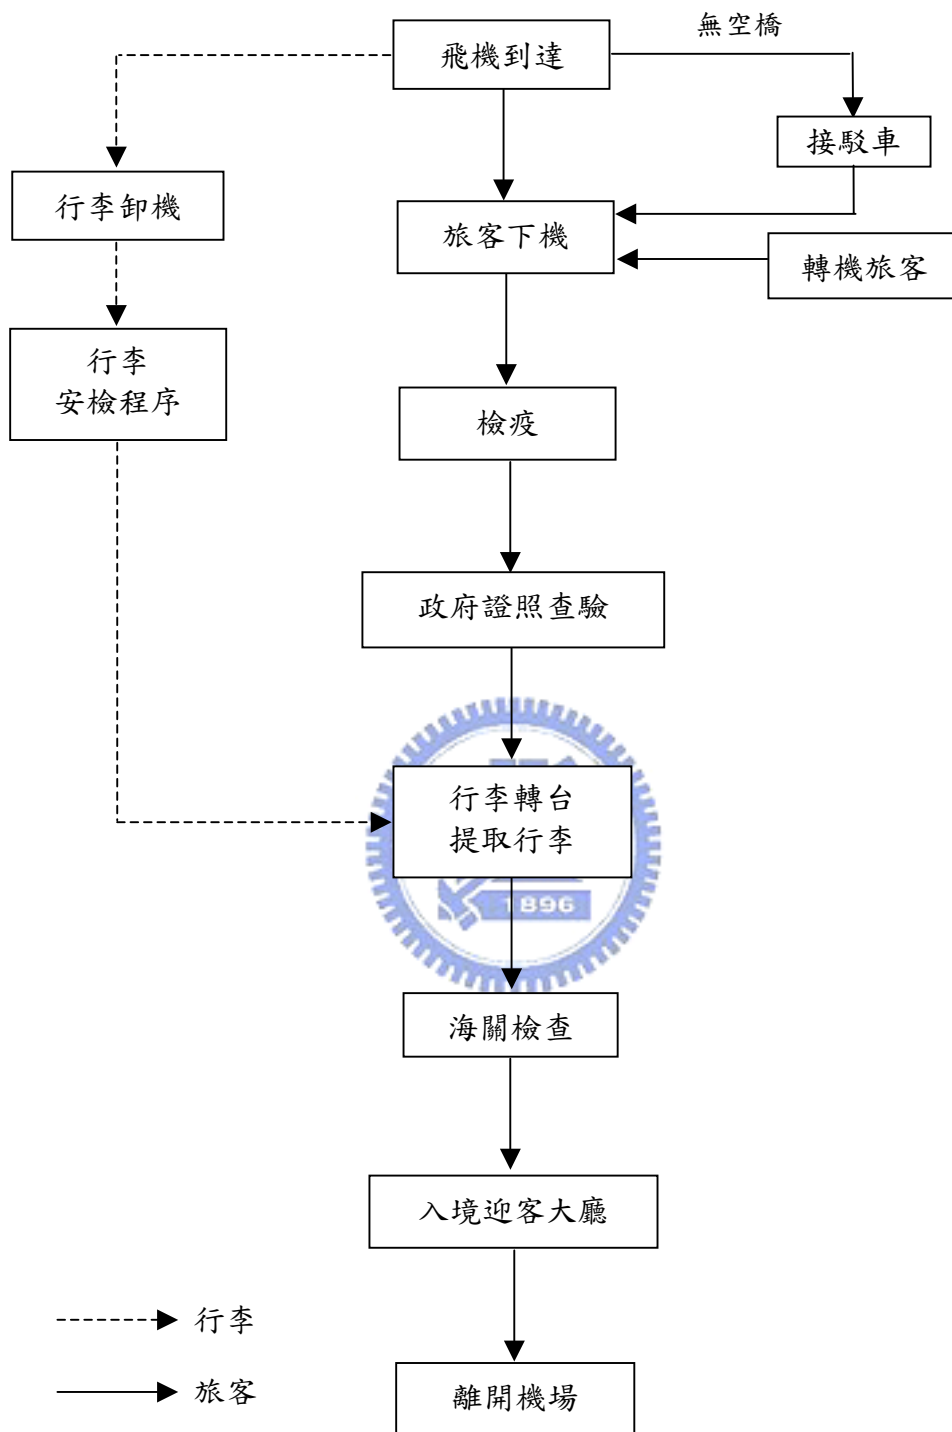 無空橋
飛機到達
接駁車
行李卸機
旅客下機
轉機旅客
行李
安檢程序
檢疫
政府證照查驗
行李轉台
提取行李
1896
海關檢查
入境迎客大廳
行李
旅客
離開機場